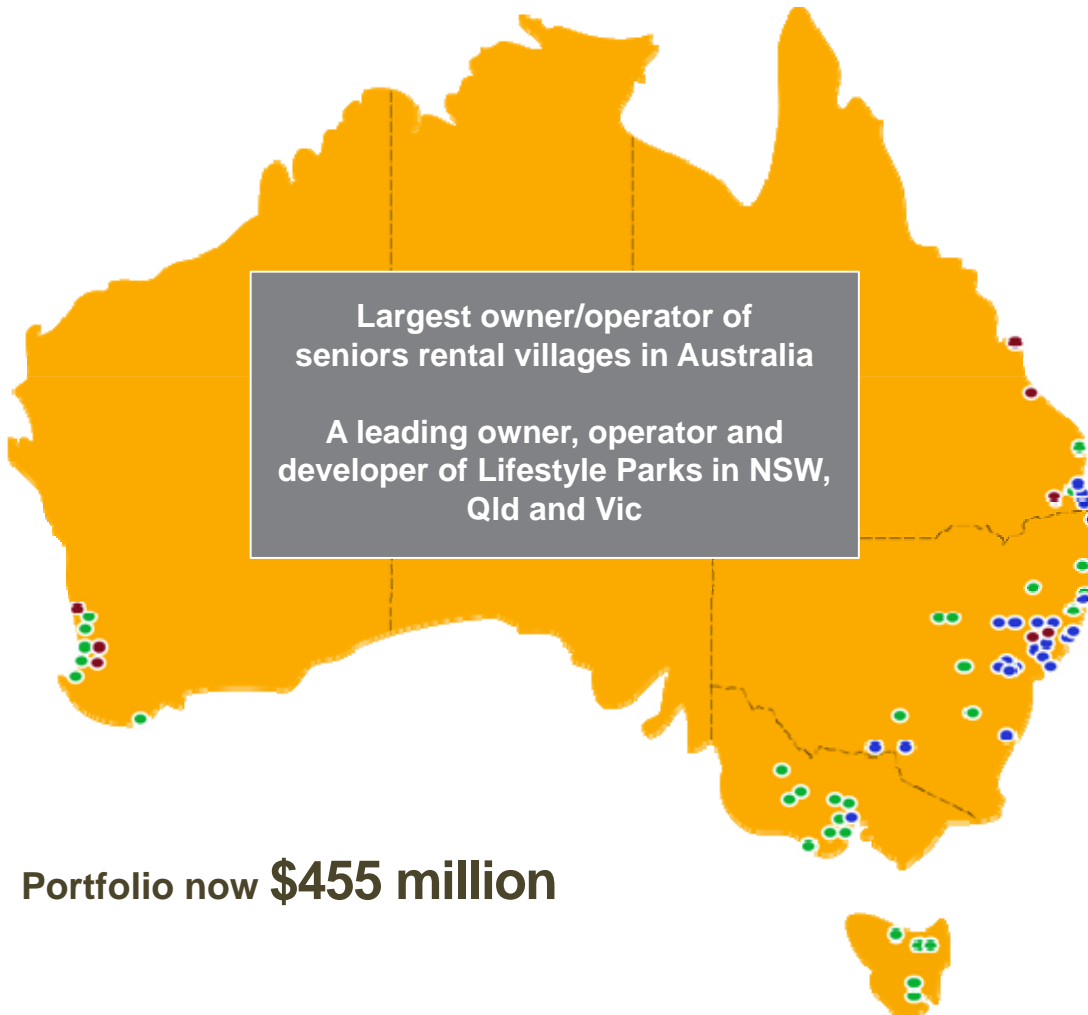 Largest owner/operator of
seniors rental villages in Australia
A leading owner, operator and
developer of Lifestyle Parks in NSW,
Qld and Vic
Portfolio now $455 million